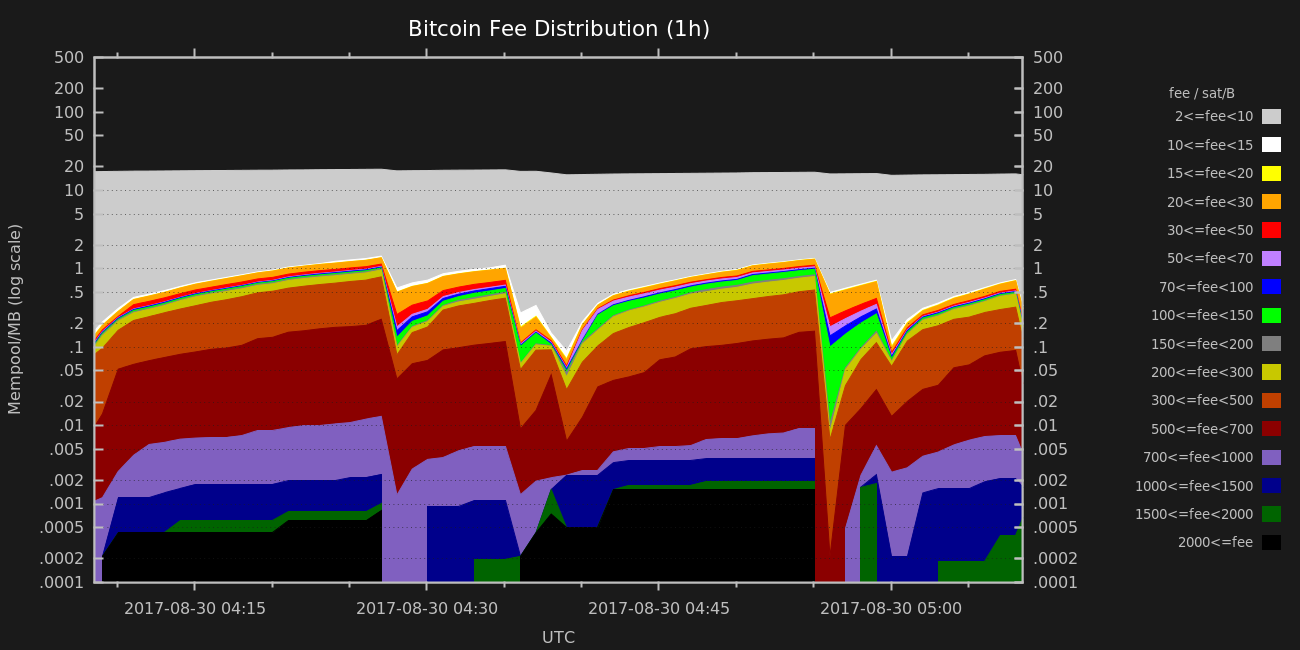 Bitcoin Fee Distribution (1h)
500 500
200 200
100 100
50 50
20 20
10 10
5 5
2 2
1 1
.5 .5
.2 .2
.1 .1
.05 .05
.02 .02
.01 .01
.005 .005
.002 .002
.001 .001
.0005 .0005
.0002 .0002
.0001 .0001
Mempool/MB (log scale)
2017-08-30 04:15 2017-08-30 04:30 2017-08-30 04:45 2017-08-30 05:00
UTC
fee / sat/B
2<=fee<10
10<=fee<15
15<=fee<20
20<=fee<30
30<=fee<50
50<=fee<70
70<=fee<100
100<=fee<150
150<=fee<200
200<=fee<300
300<=fee<500
500<=fee<700
700<=fee<1000
1000<=fee<1500
1500<=fee<2000
2000<=fee